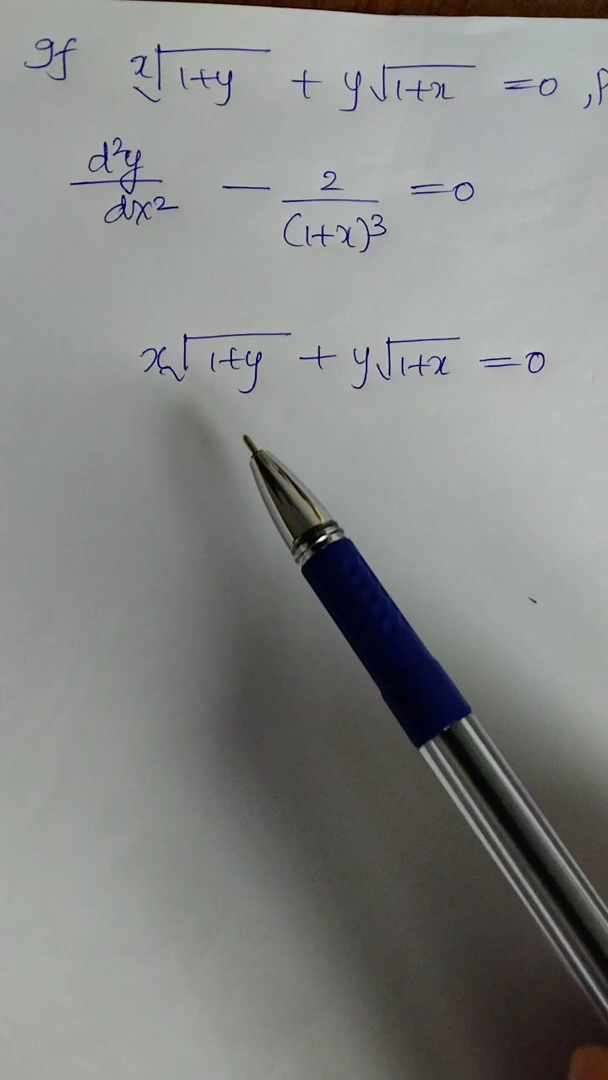 If x√(1+y) + y√(1+x) = 0 ,
d²y/dx² - 2/(1+x)³ = 0
x√(1+y) + y√(1+x) = 0